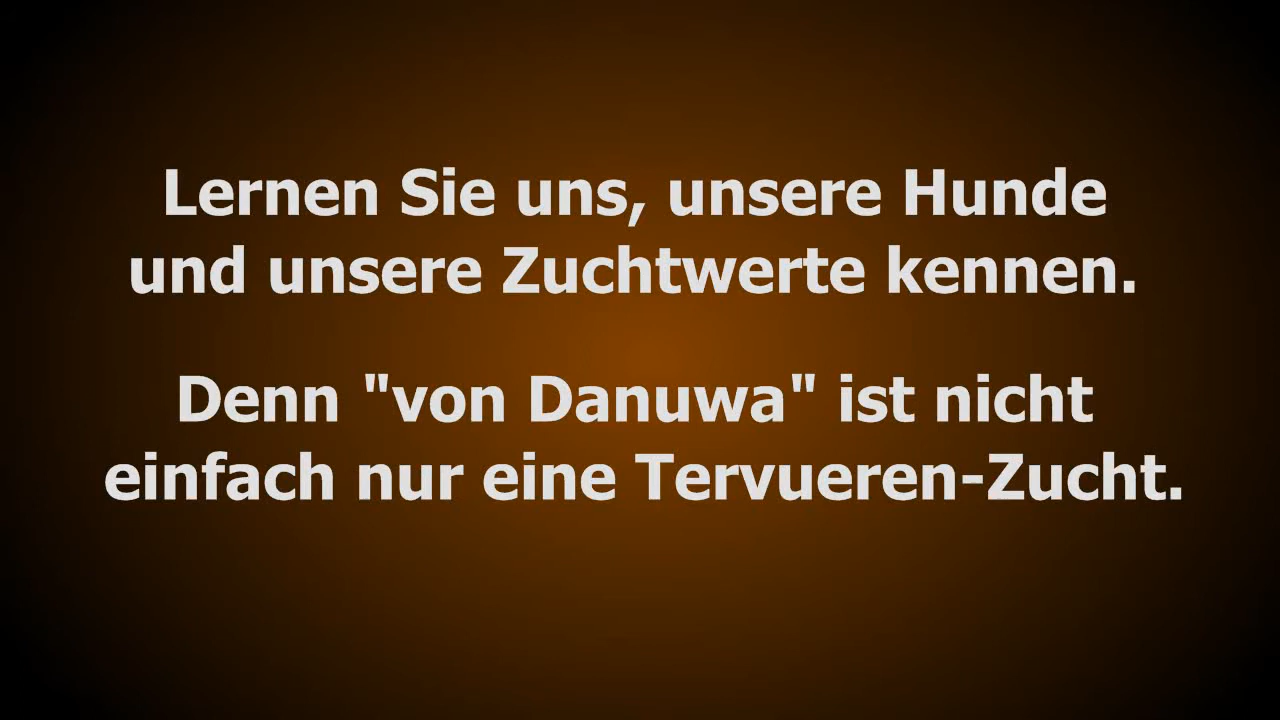 Lernen Sie uns, unsere Hunde
und unsere Zuchtwerte kennen.
Denn "von Danuwa" ist nicht
einfach nur eine Tervueren-Zucht.